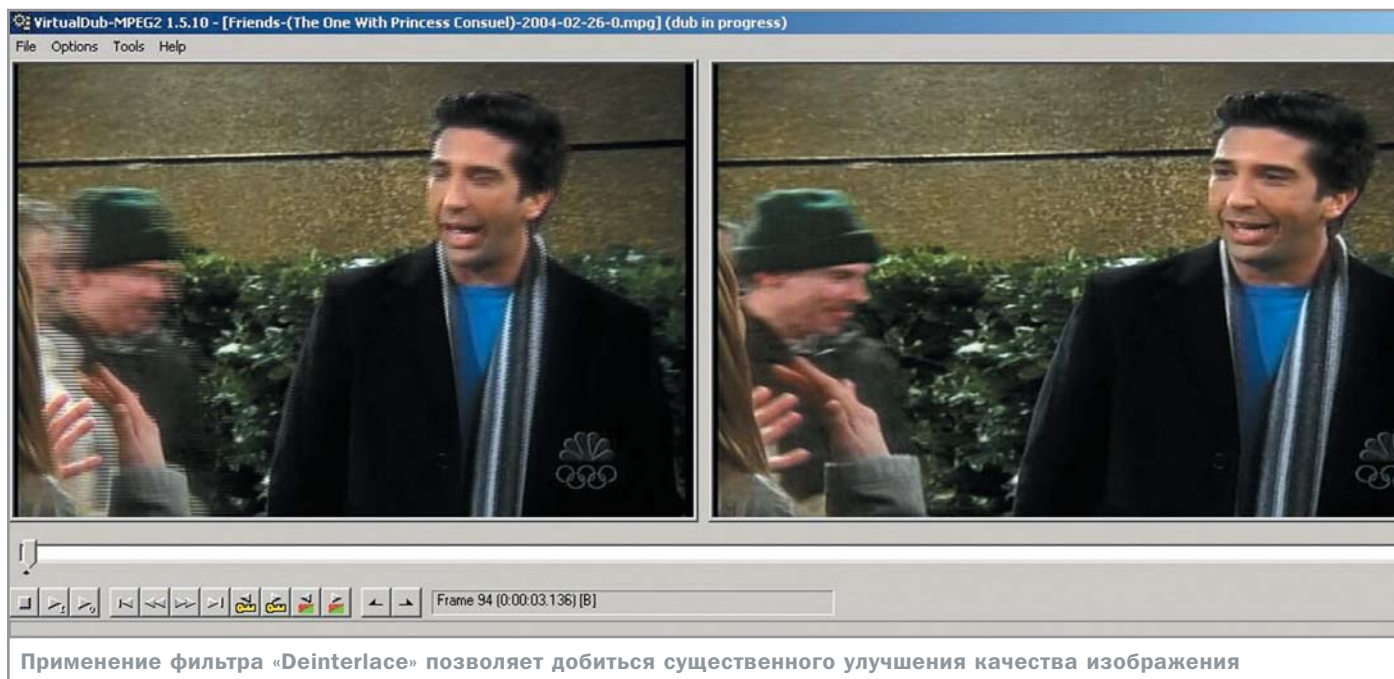 VirtualDub-MPEG2 1.5.10 - [Friends-(The One With Princess Consuel)-2004-02-26-0.mpg] (dub in progress)
File Options Tools Help
Frame 94 (0:00:03.136) [B]
Применение фильтра «Deinterlace» позволяет добиться существенного улучшения качества изображения